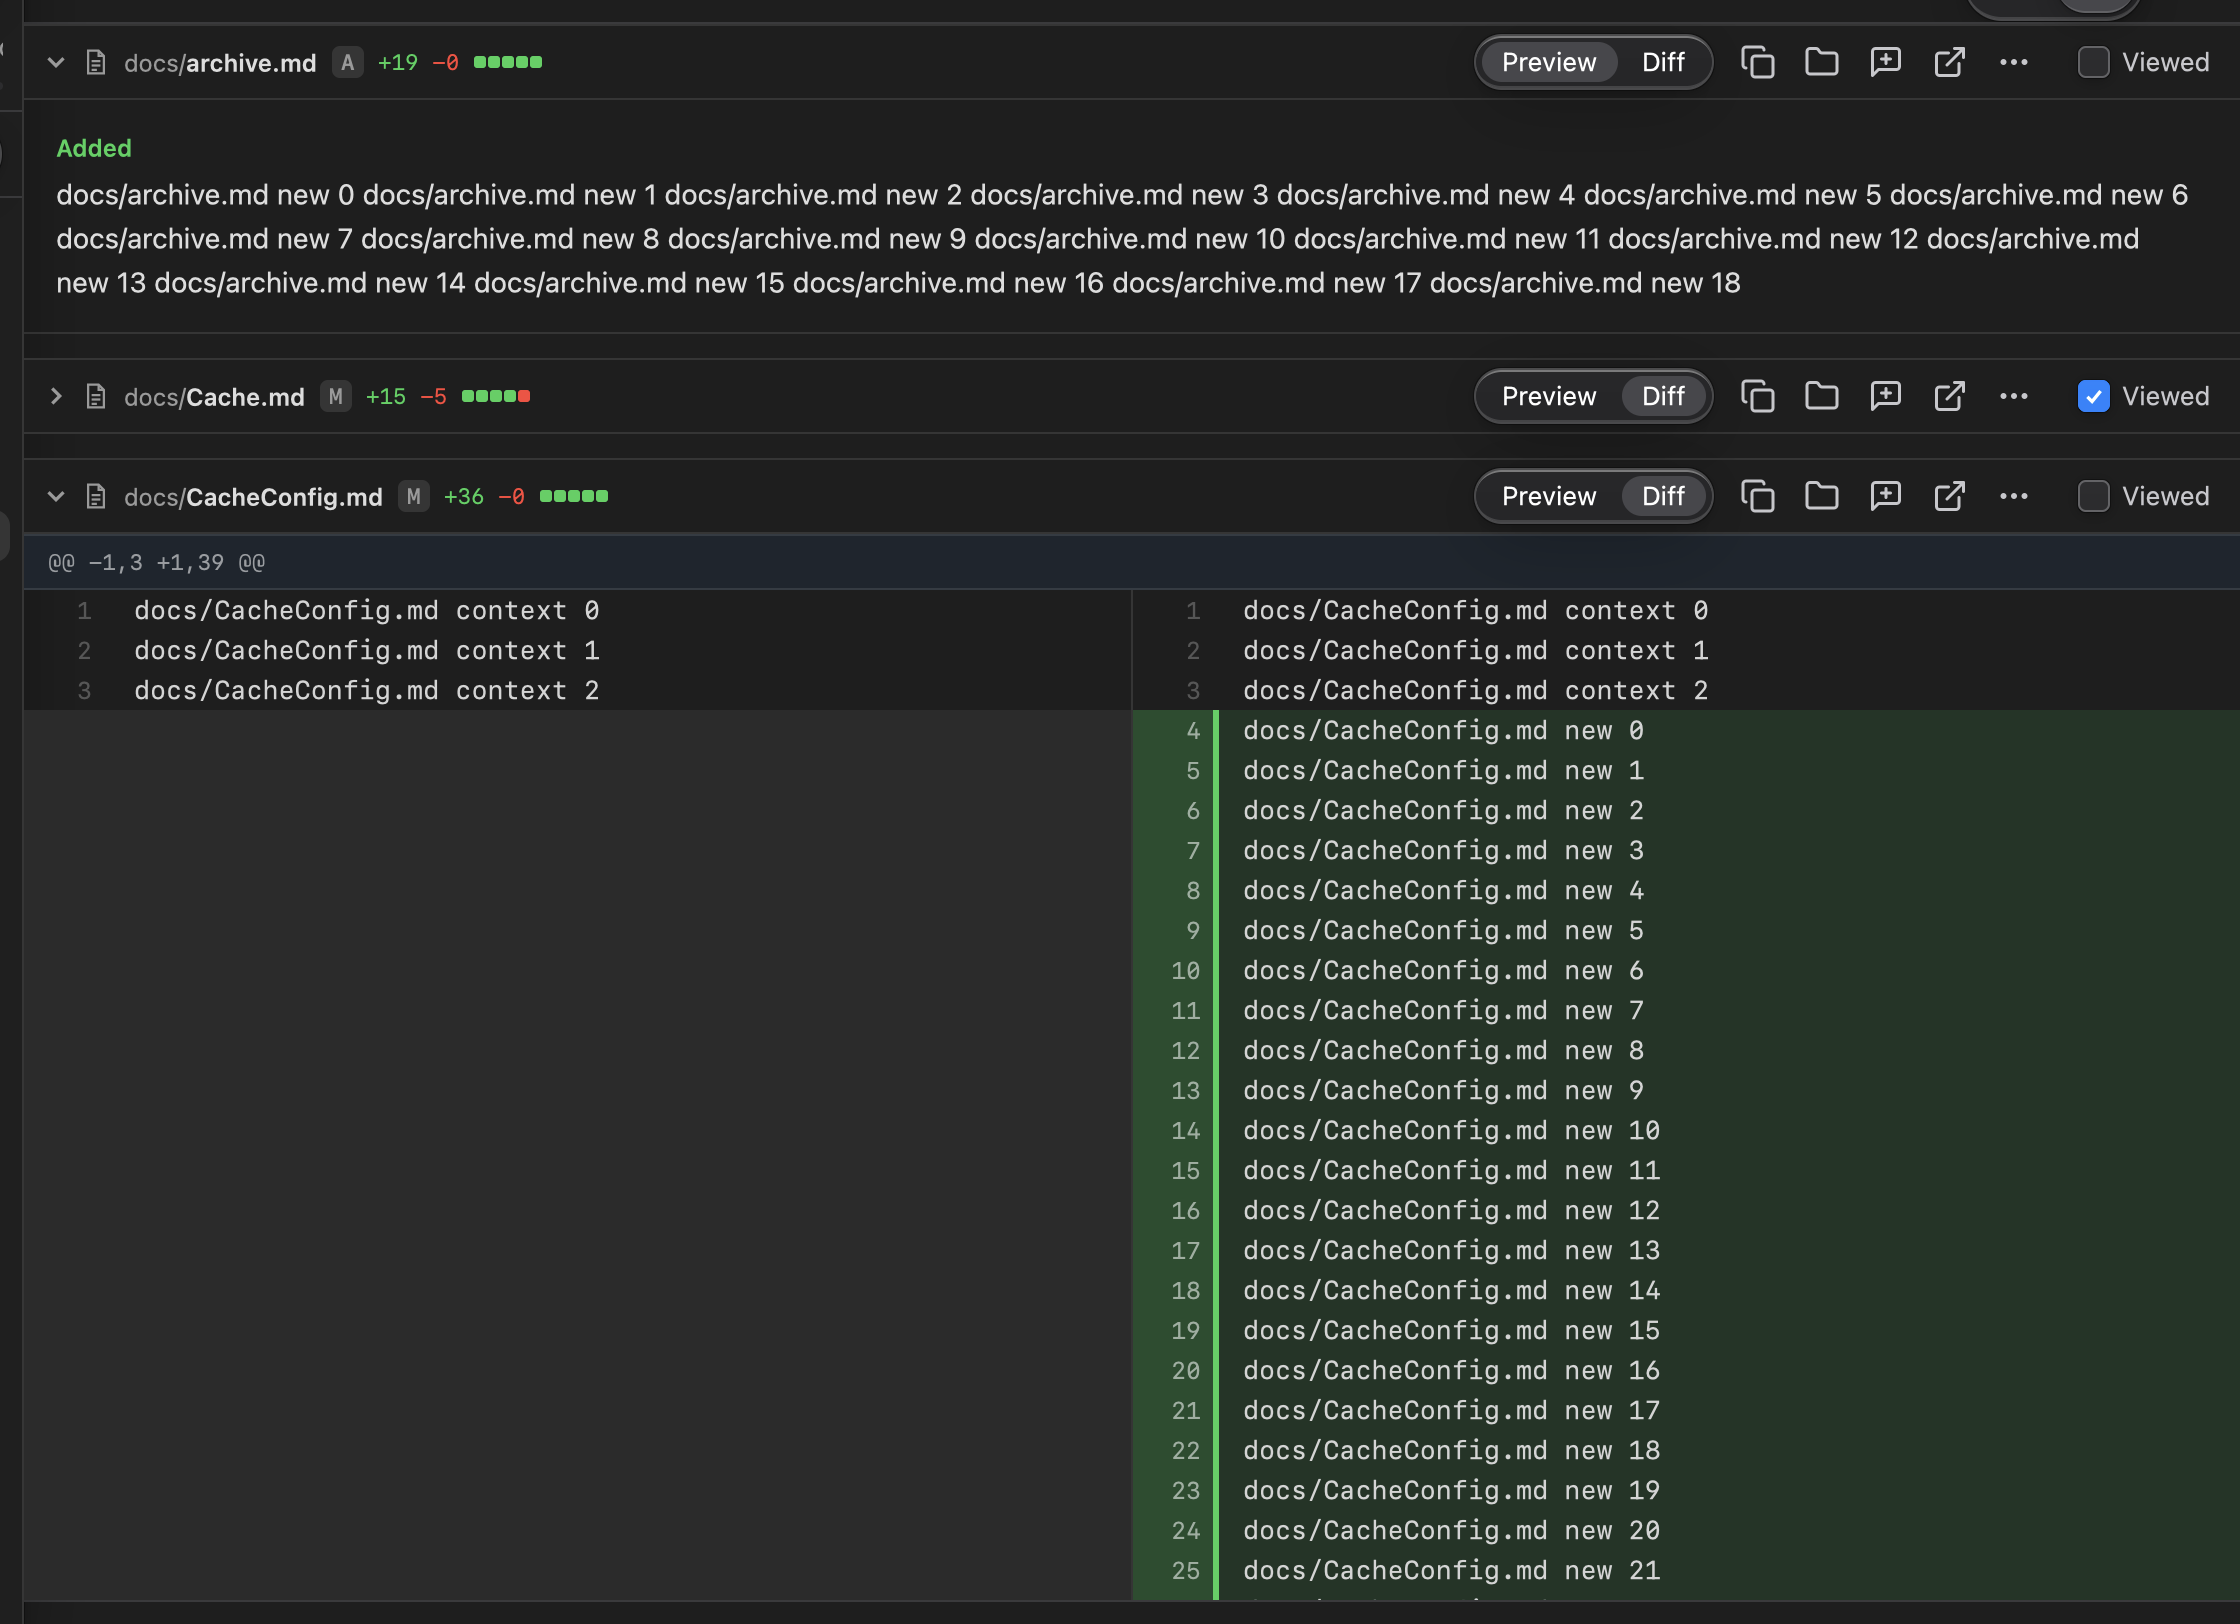 docs/archive.md A +19 −0 Preview Diff Viewed
Added
docs/archive.md new 0 docs/archive.md new 1 docs/archive.md new 2 docs/archive.md new 3 docs/archive.md new 4 docs/archive.md new 5 docs/archive.md new 6
docs/archive.md new 7 docs/archive.md new 8 docs/archive.md new 9 docs/archive.md new 10 docs/archive.md new 11 docs/archive.md new 12 docs/archive.md
new 13 docs/archive.md new 14 docs/archive.md new 15 docs/archive.md new 16 docs/archive.md new 17 docs/archive.md new 18
docs/Cache.md M +15 −5 Preview Diff Viewed
docs/CacheConfig.md M +36 −0 Preview Diff Viewed
@@ −1,3 +1,39 @@
1 docs/CacheConfig.md context 0 1 docs/CacheConfig.md context 0
2 docs/CacheConfig.md context 1 2 docs/CacheConfig.md context 1
3 docs/CacheConfig.md context 2 3 docs/CacheConfig.md context 2
4 docs/CacheConfig.md new 0
5 docs/CacheConfig.md new 1
6 docs/CacheConfig.md new 2
7 docs/CacheConfig.md new 3
8 docs/CacheConfig.md new 4
9 docs/CacheConfig.md new 5
10 docs/CacheConfig.md new 6
11 docs/CacheConfig.md new 7
12 docs/CacheConfig.md new 8
13 docs/CacheConfig.md new 9
14 docs/CacheConfig.md new 10
15 docs/CacheConfig.md new 11
16 docs/CacheConfig.md new 12
17 docs/CacheConfig.md new 13
18 docs/CacheConfig.md new 14
19 docs/CacheConfig.md new 15
20 docs/CacheConfig.md new 16
21 docs/CacheConfig.md new 17
22 docs/CacheConfig.md new 18
23 docs/CacheConfig.md new 19
24 docs/CacheConfig.md new 20
25 docs/CacheConfig.md new 21